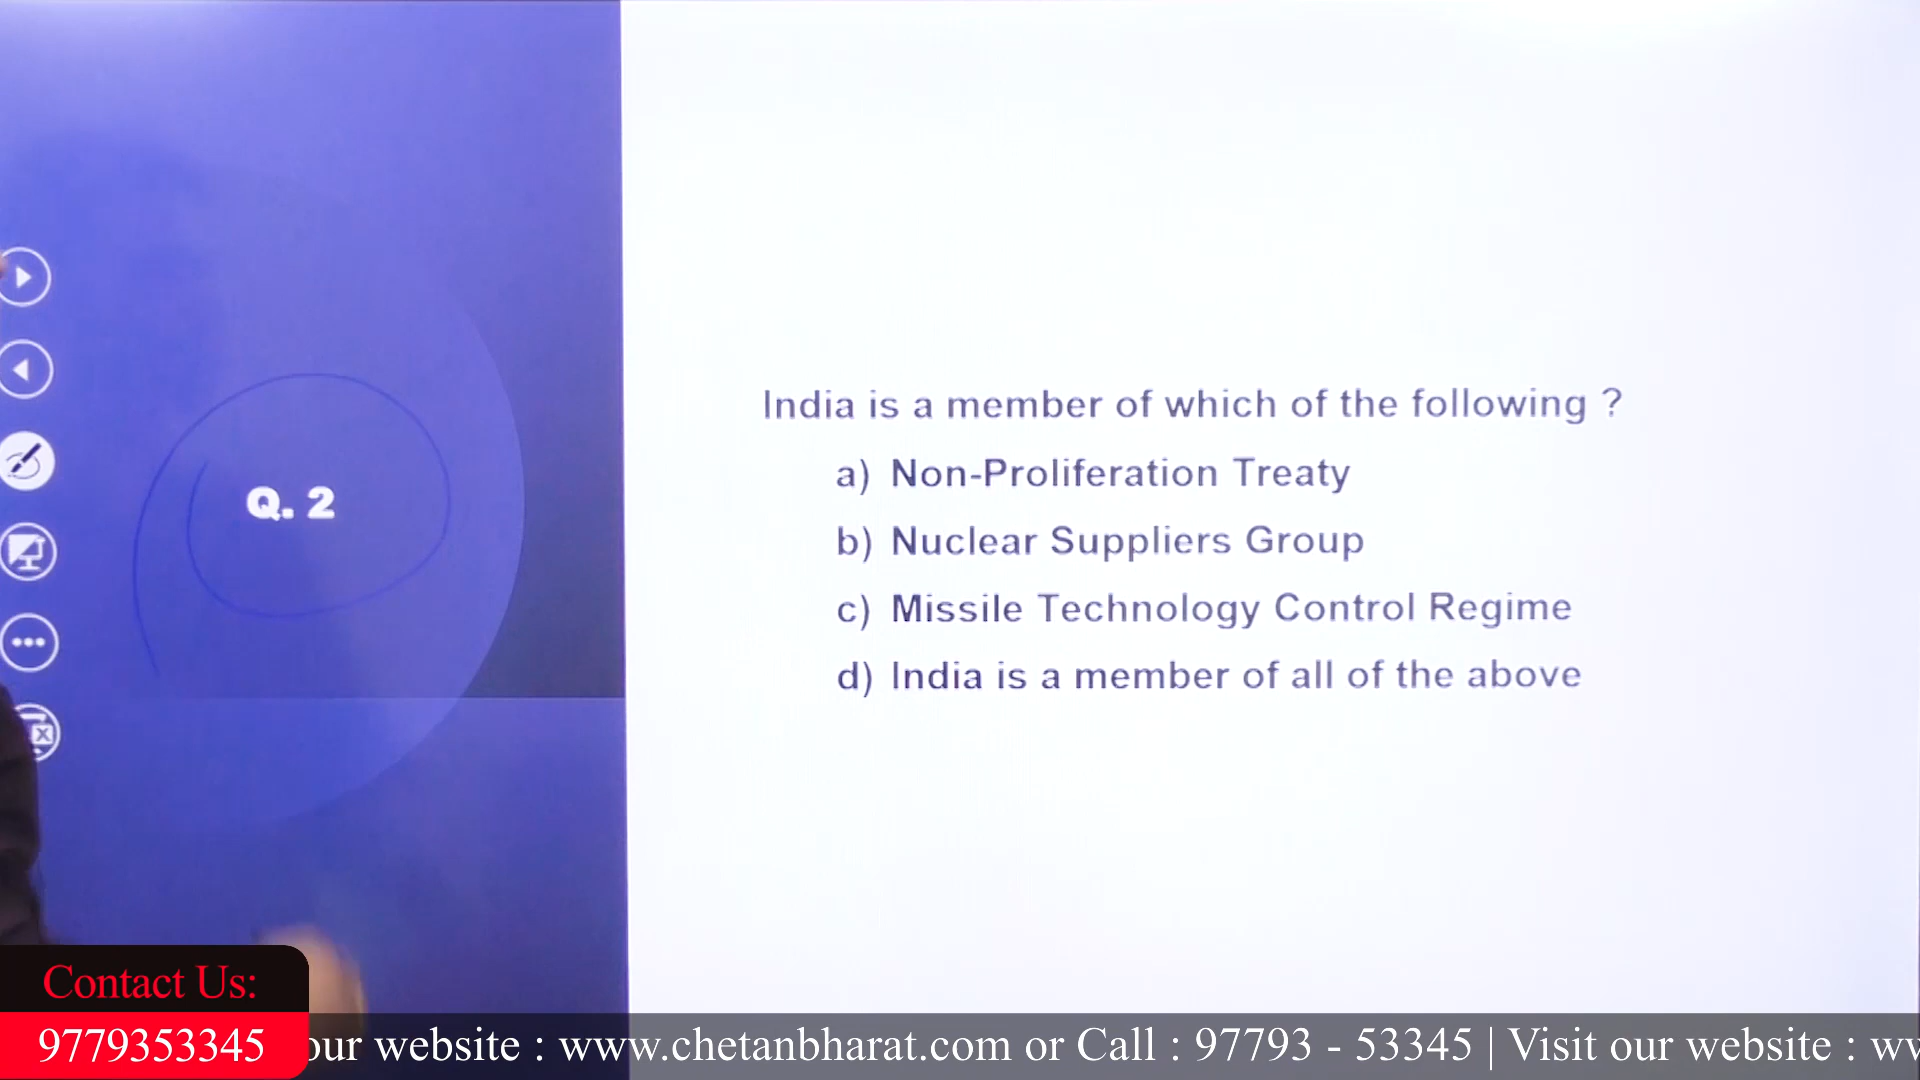 Q. 2
India is a member of which of the following ?
a) Non-Proliferation Treaty
b) Nuclear Suppliers Group
c) Missile Technology Control Regime
d) India is a member of all of the above
Contact Us:
9779353345
our website : www.chetanbharat.com or Call : 97793 - 53345 | Visit our website : ww